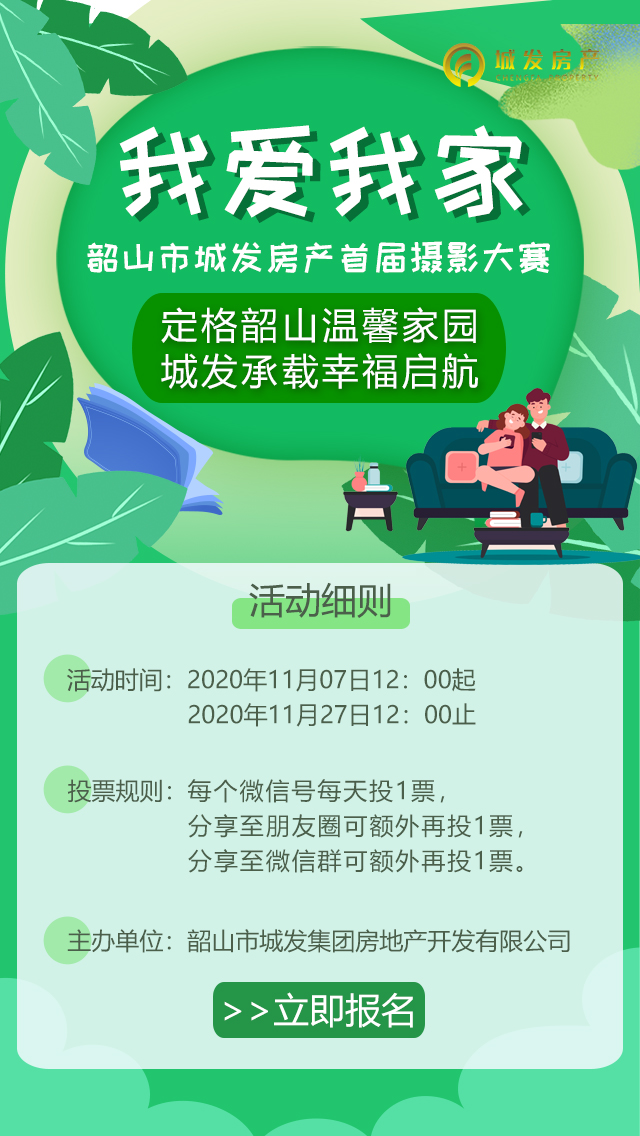 城发房产
CHENGFA PROPERTY
我爱我家
韶山市城发房产首届摄影大赛
定格韶山温馨家园
城发承载幸福启航
活动细则
活动时间：2020年11月07日12：00起
2020年11月27日12：00止
投票规则：每个微信号每天投1票，
分享至朋友圈可额外再投1票，
分享至微信群可额外再投1票。
主办单位：韶山市城发集团房地产开发有限公司
>>立即报名